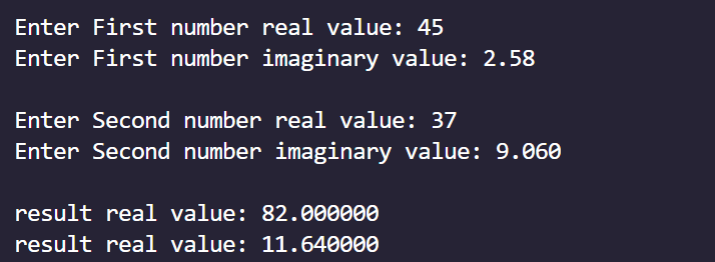 Enter First number real value: 45
Enter First number imaginary value: 2.58
Enter Second number real value: 37
Enter Second number imaginary value: 9.060
result real value: 82.000000
result real value: 11.640000